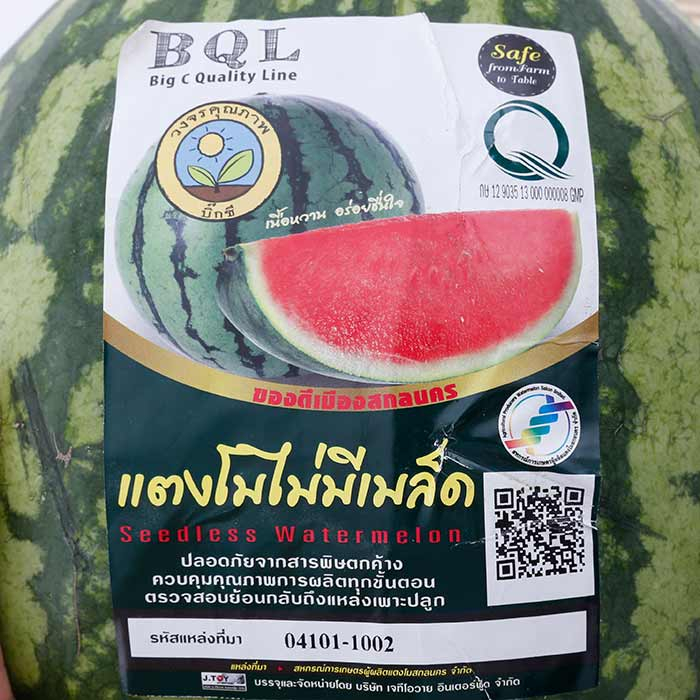 BQL
Big C Quality Line
Safe
from Farm
to Table
Q
กษ 12 9035 13 000 000008 GMP
วงจรคุณภาพ
บิ๊กซี
เนื้อหวาน อร่อยชื่นใจ
ของดีเมืองสกลนคร
แตงโมไม่มีเมล็ด
Seedless Watermelon
ปลอดภัยจากสารพิษตกค้าง
ควบคุมคุณภาพการผลิตทุกขั้นตอน
ตรวจสอบย้อนกลับถึงแหล่งเพาะปลูก
รหัสแหล่งที่มา 04101-1002
แหล่งที่มา สหกรณ์การเกษตรผู้ผลิตแตงโมสกลนคร จำกัด
J.TOY
บรรจุและจัดหน่ายโดย บริษัท เจทีโอวาย อินเตอร์ฟู้ด จำกัด